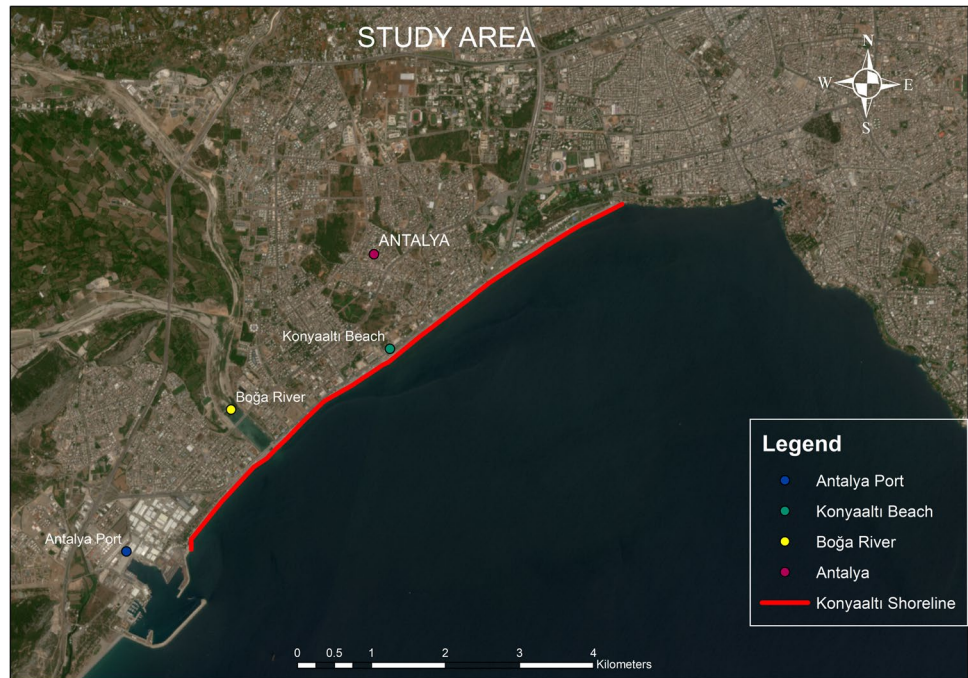 STUDY AREA
N
W E
S
ANTALYA
Konyaaltı Beach
Boğa River
Antalya Port
Legend
Antalya Port
Konyaaltı Beach
Boğa River
Antalya
Konyaaltı Shoreline
0 0.5 1 2 3 4
Kilometers